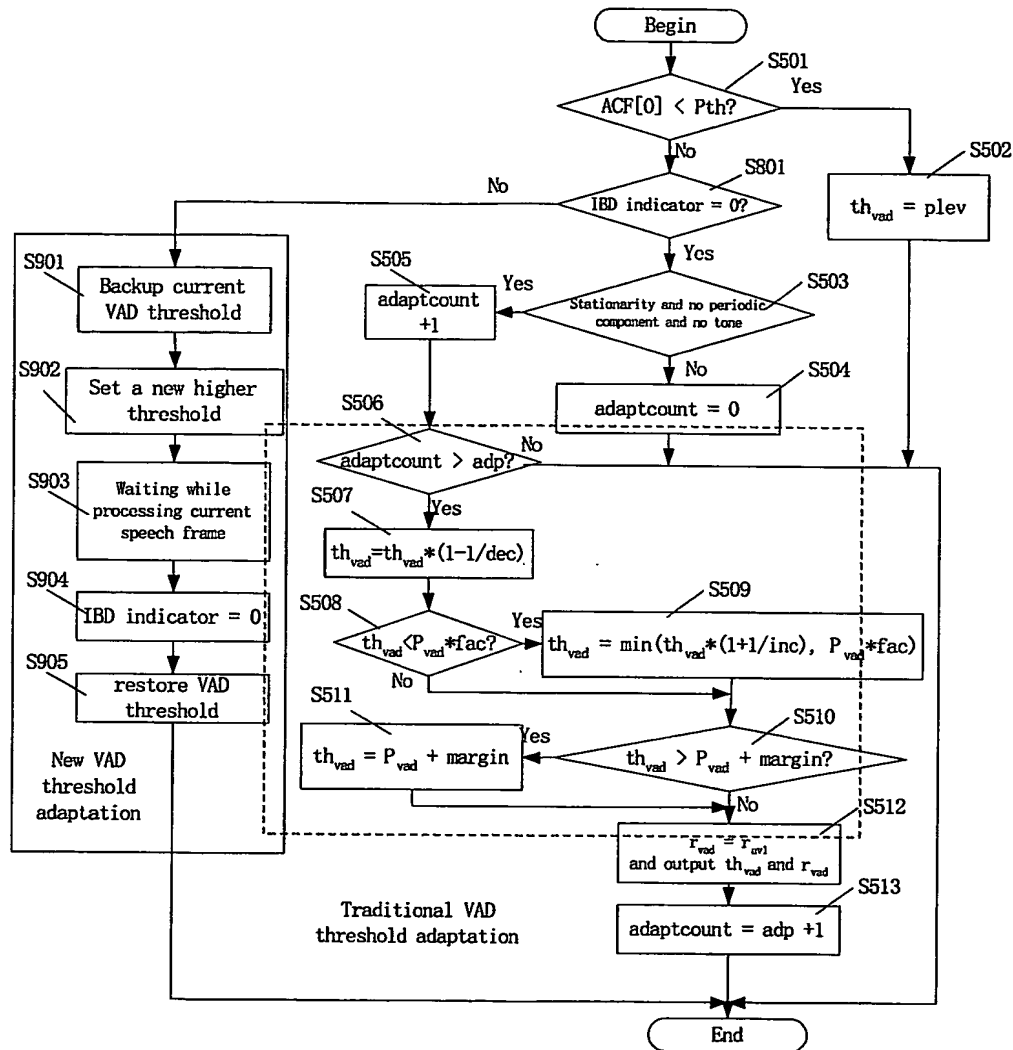 Begin
S501
Yes
ACF[0] < Pth?
No
S502
th_vad = plev
S801
No
IBD indicator = 0?
Yes
S901
Backup current
VAD threshold
S505
Yes
adaptcount
+1
S503
Stationarity and no periodic
component and no tone
No
S504
adaptcount = 0
S902
Set a new higher
threshold
S506
No
adaptcount > adp?
Yes
S903
Waiting while
processing current
speech frame
S507
th_vad=th_vad*(1-1/dec)
S904
IBD indicator = 0
S508
th_vad<P_vad*fac?
Yes
No
S509
th_vad = min(th_vad*(1+1/inc), P_vad*fac)
S905
restore VAD
threshold
S511
Yes
th_vad = P_vad + margin
S510
th_vad > P_vad + margin?
No
New VAD
threshold
adaptation
S512
r_vad = r_av1
and output th_vad and r_vad
S513
Traditional VAD
threshold adaptation
adaptcount = adp +1
End